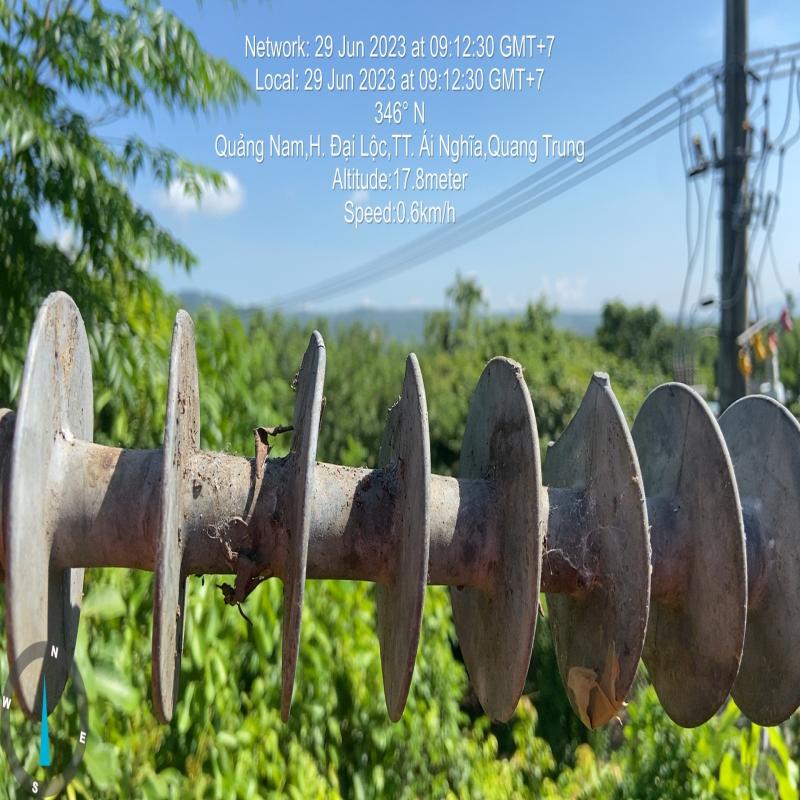 Network: 29 Jun 2023 at 09:12:30 GMT+7
Local: 29 Jun 2023 at 09:12:30 GMT+7
346° N
Quảng Nam,H. Đại Lộc,TT. Ái Nghĩa,Quang Trung
Altitude:17.8meter
Speed:0.6km/h
N
W
E
S